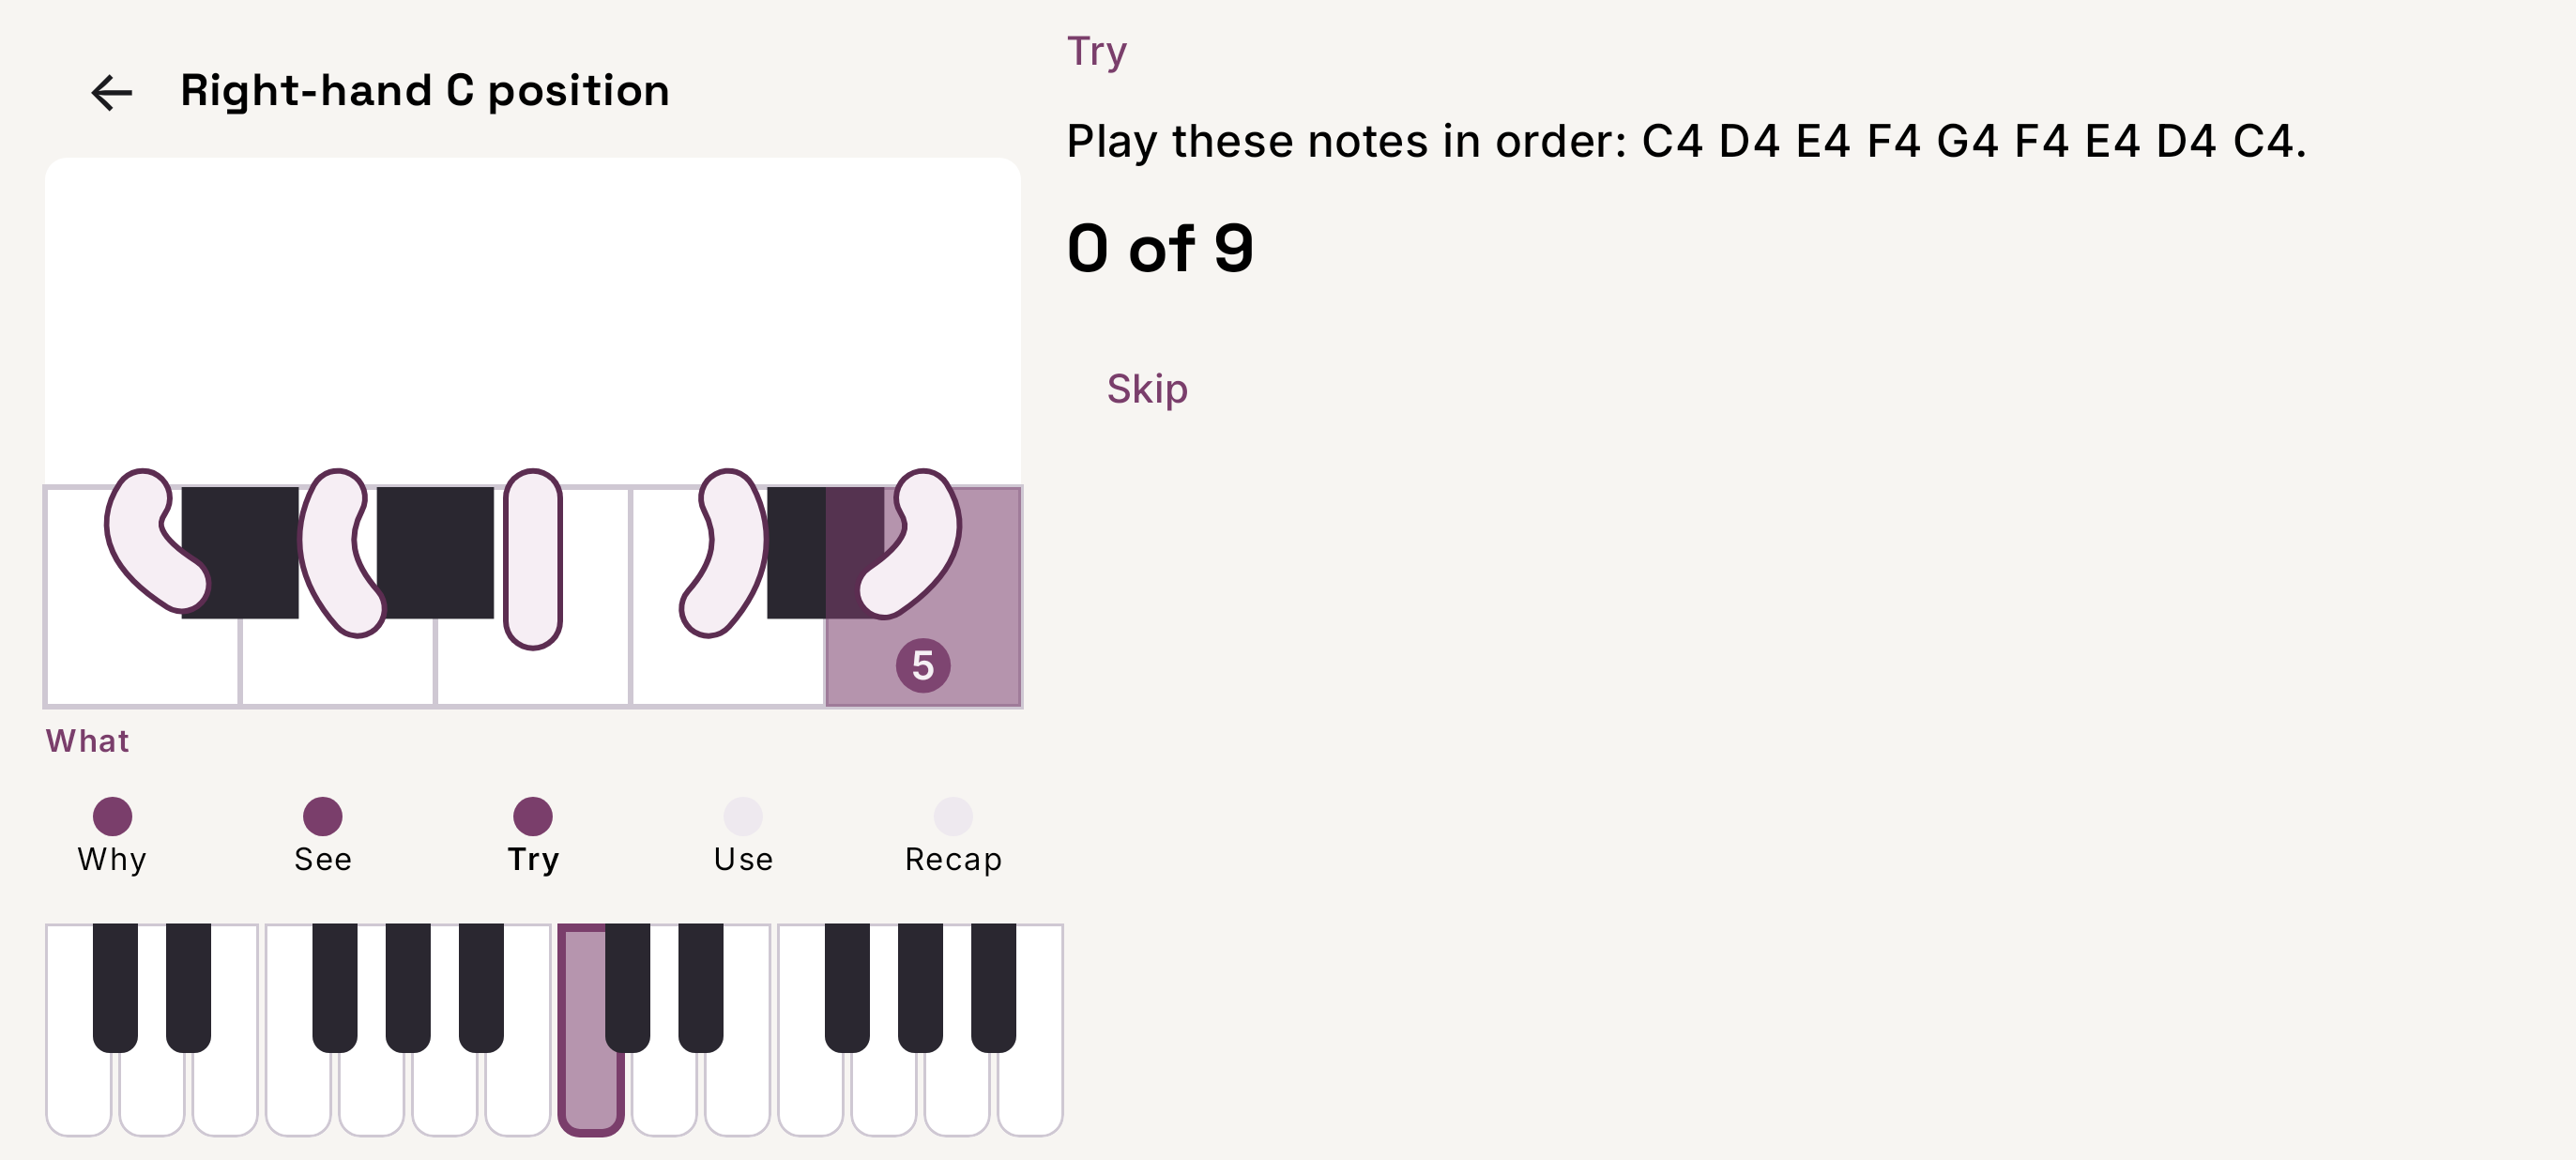 Right-hand C position
5
What
Why
See
Try
Use
Recap
Try
Play these notes in order: C4 D4 E4 F4 G4 F4 E4 D4 C4.
0 of 9
Skip